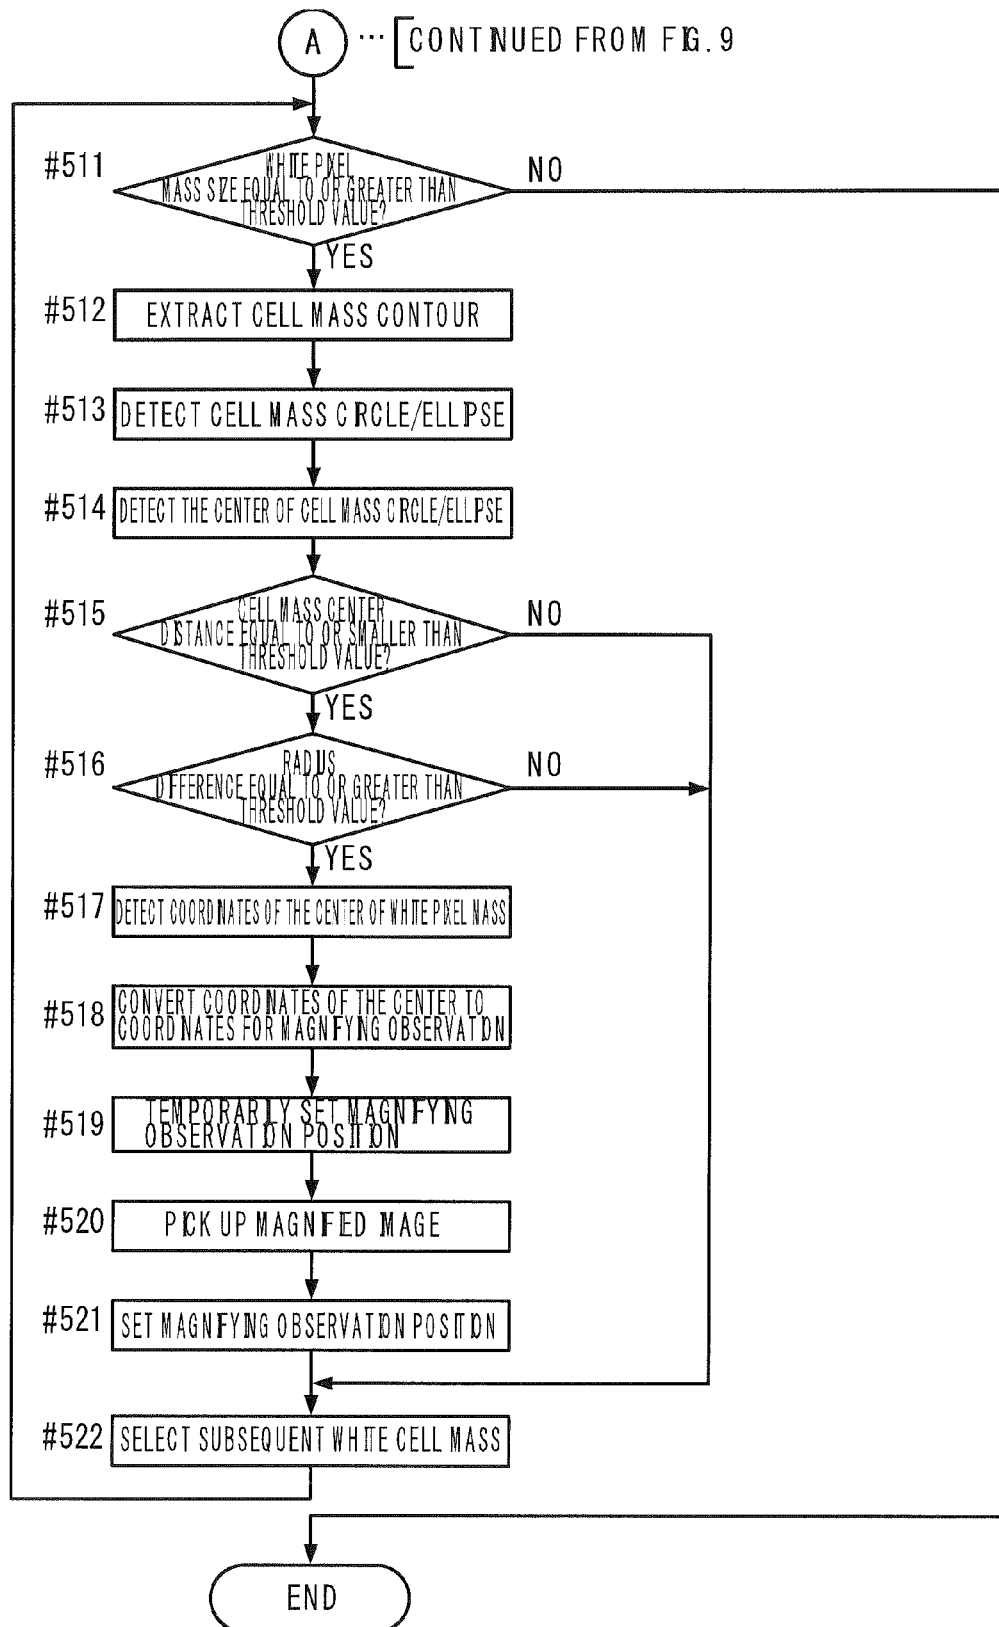 A ... [CONTINUED FROM FIG. 9
#511
WHITE PIXEL
MASS SIZE EQUAL TO OR GREATER THAN
THRESHOLD VALUE?
NO
YES
#512
EXTRACT CELL MASS CONTOUR
#513
DETECT CELL MASS CIRCLE/ELLIPSE
#514
DETECT THE CENTER OF CELL MASS CIRCLE/ELLIPSE
#515
CELL MASS CENTER
DISTANCE EQUAL TO OR SMALLER THAN
THRESHOLD VALUE?
NO
YES
#516
RADIUS
DIFFERENCE EQUAL TO OR GREATER THAN
THRESHOLD VALUE?
NO
YES
#517
DETECT COORDINATES OF THE CENTER OF WHITE PIXEL MASS
#518
CONVERT COORDINATES OF THE CENTER TO
COORDINATES FOR MAGNIFYING OBSERVATION
#519
TEMPORARILY SET MAGNIFYING
OBSERVATION POSITION
#520
PICK UP MAGNIFIED IMAGE
#521
SET MAGNIFYING OBSERVATION POSITION
#522
SELECT SUBSEQUENT WHITE CELL MASS
END